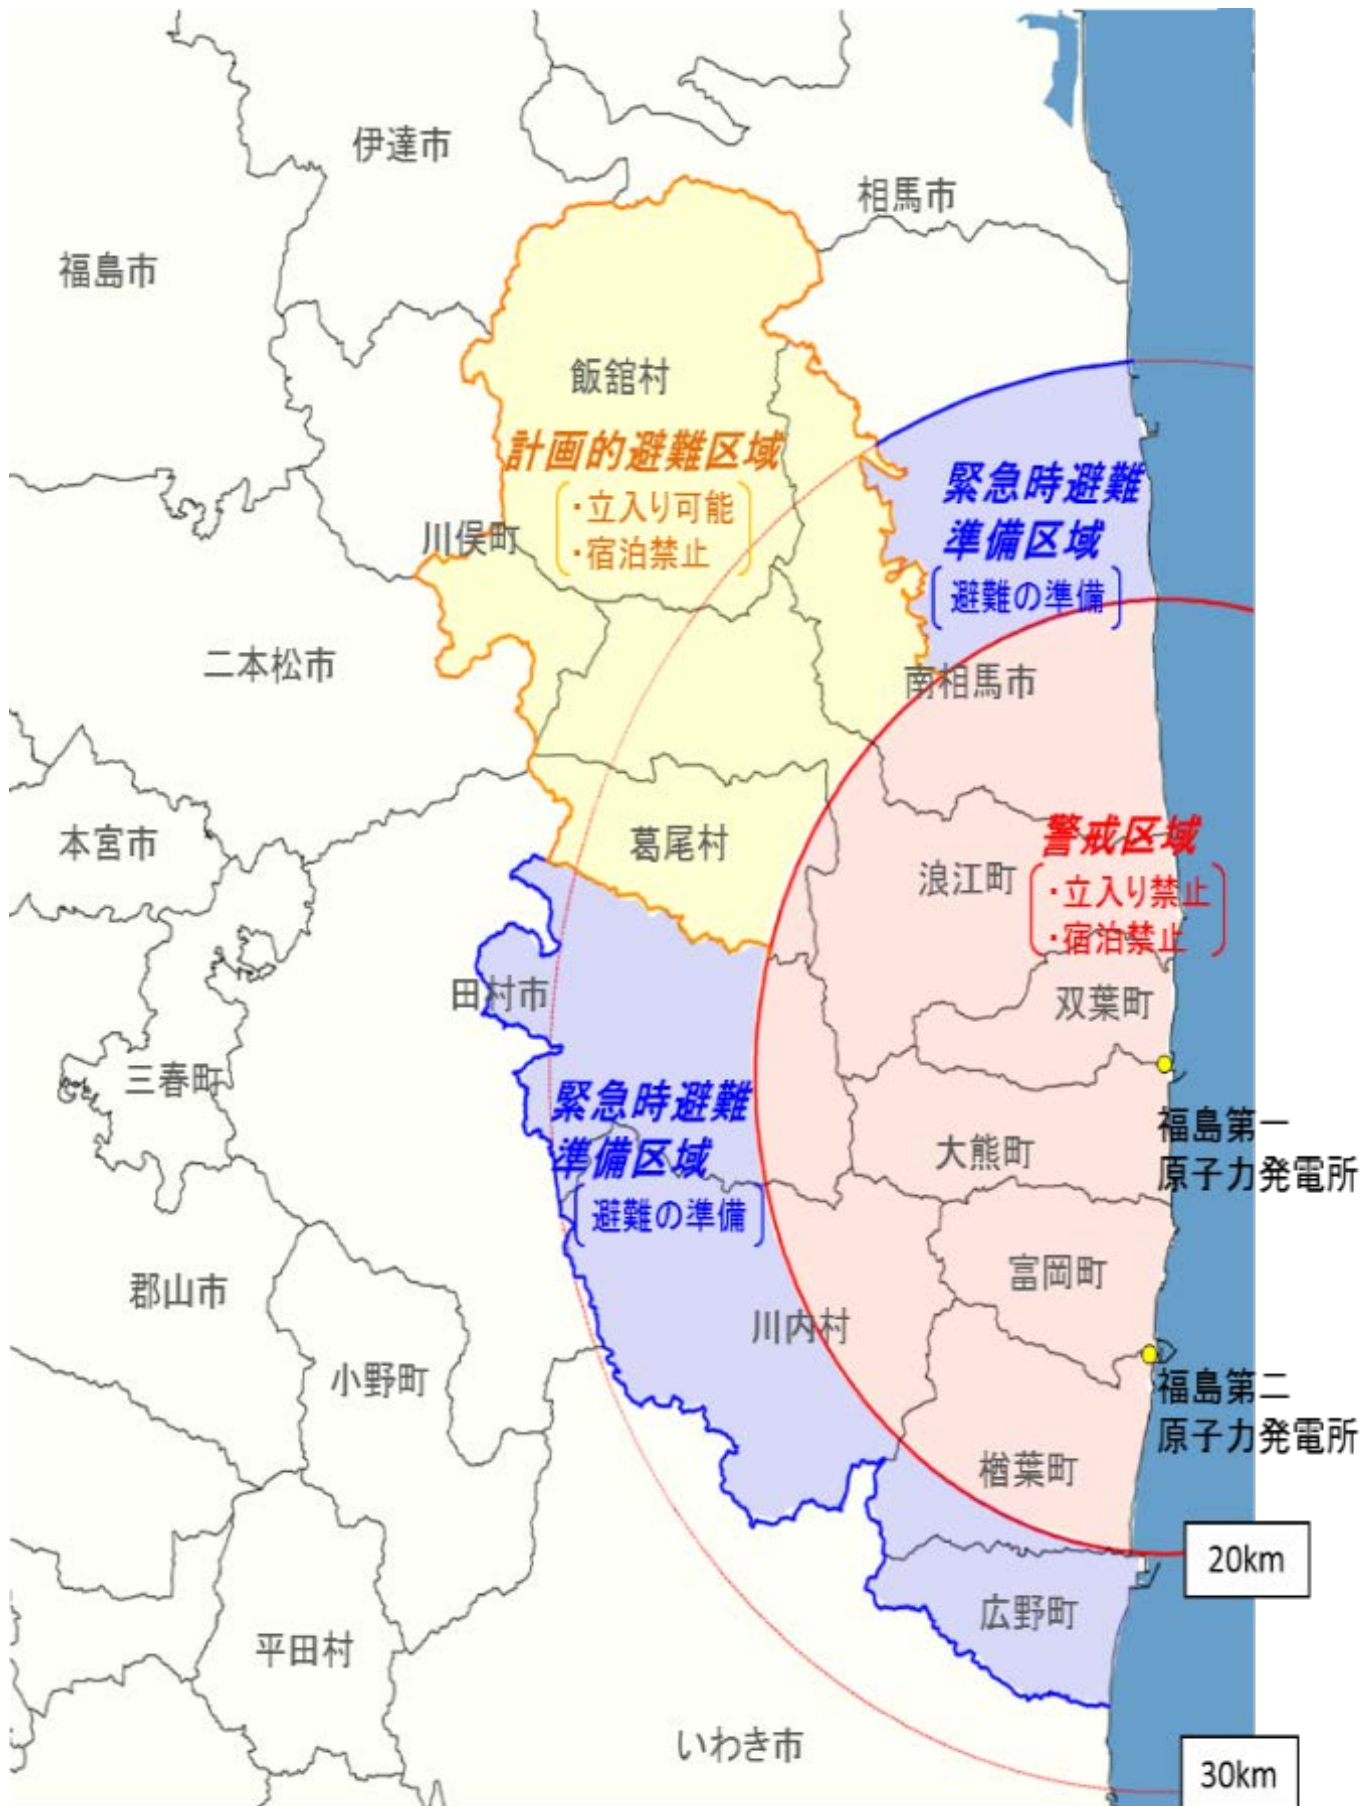 伊達市
相馬市
福島市
飯舘村
計画的避難区域
・立入り可能
・宿泊禁止
緊急時避難
準備区域
避難の準備
川俣町
二本松市
南相馬市
本宮市
葛尾村
警戒区域
浪江町
・立入り禁止
・宿泊禁止
田村市
双葉町
三春町
緊急時避難
準備区域
避難の準備
大熊町
福島第一
原子力発電所
郡山市
富岡町
川内村
小野町
福島第二
原子力発電所
楢葉町
20km
広野町
平田村
いわき市
30km